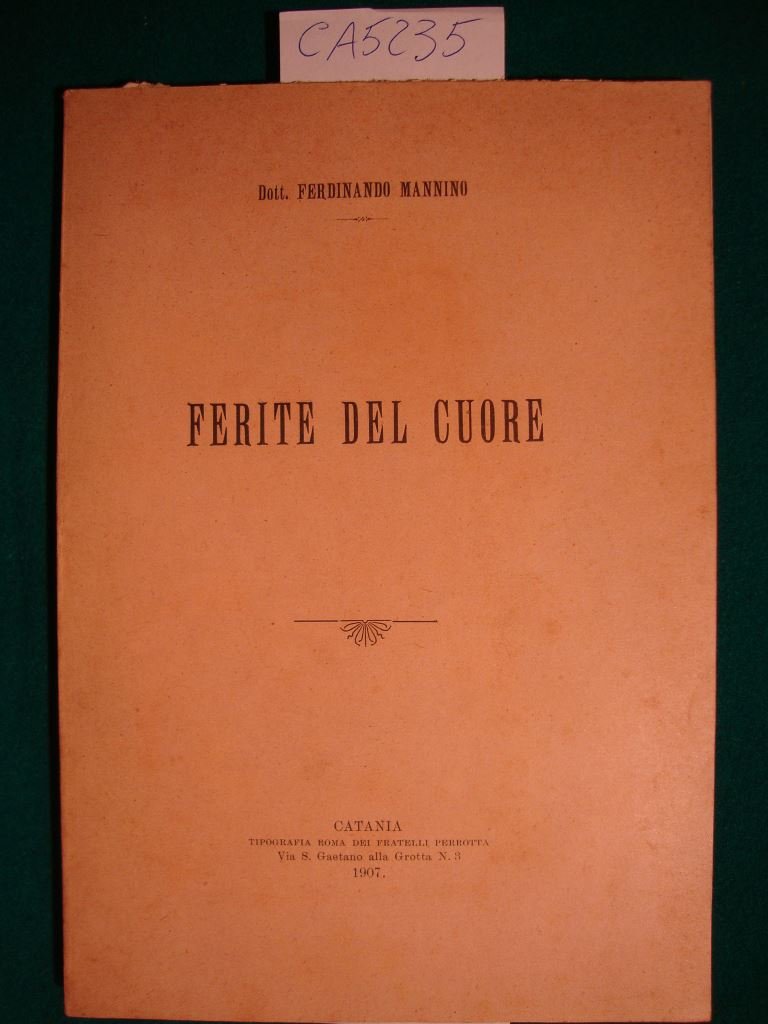 CA5235
Dott. FERDINANDO MANNINO
FERITE DEL CUORE
CATANIA
TIPOGRAFIA ROMA DEI FRATELLI PERROTTA
Via S. Gaetano alla Grotta N. 3
1907.